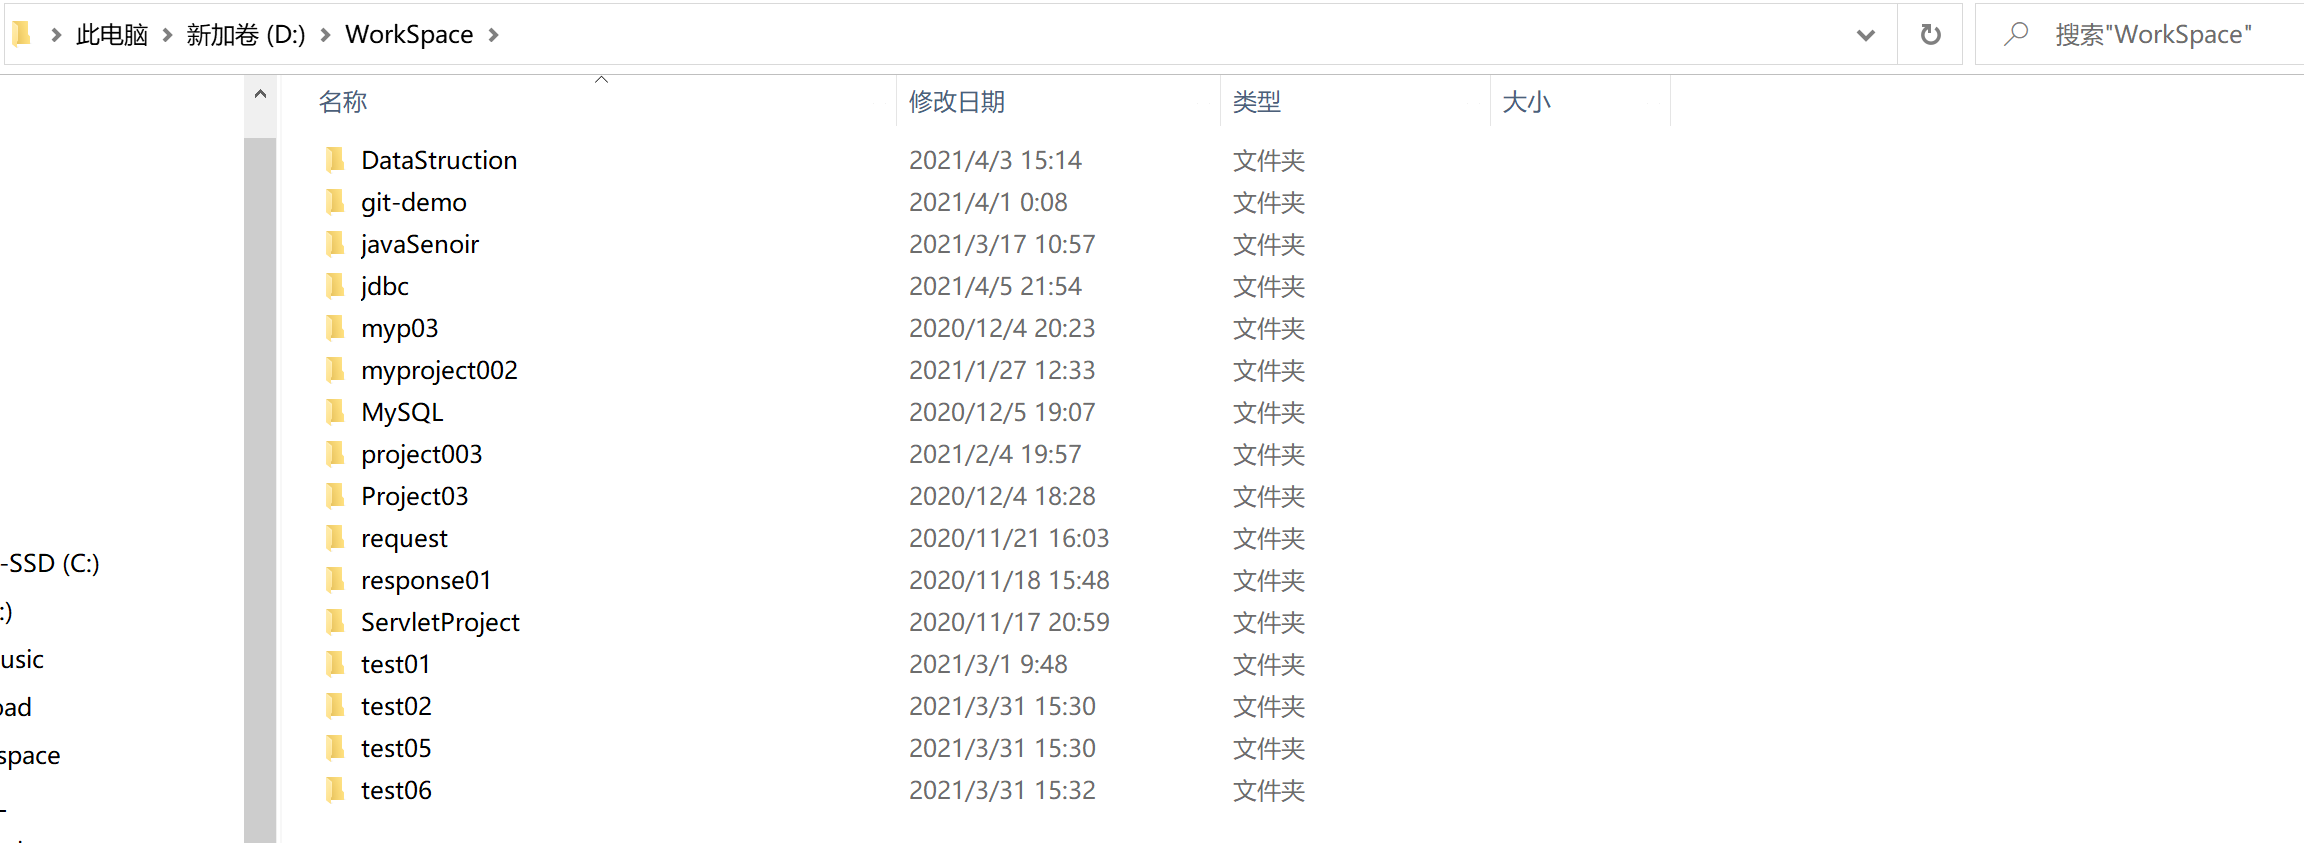 此电脑 新加卷 (D:) WorkSpace 搜索"WorkSpace"
名称 修改日期 类型 大小
DataStruction 2021/4/3 15:14 文件夹
git-demo 2021/4/1 0:08 文件夹
javaSenoir 2021/3/17 10:57 文件夹
jdbc 2021/4/5 21:54 文件夹
myp03 2020/12/4 20:23 文件夹
myproject002 2021/1/27 12:33 文件夹
MySQL 2020/12/5 19:07 文件夹
project003 2021/2/4 19:57 文件夹
Project03 2020/12/4 18:28 文件夹
request 2020/11/21 16:03 文件夹
response01 2020/11/18 15:48 文件夹
ServletProject 2020/11/17 20:59 文件夹
test01 2021/3/1 9:48 文件夹
test02 2021/3/31 15:30 文件夹
test05 2021/3/31 15:30 文件夹
test06 2021/3/31 15:32 文件夹
-SSD (C:)
:)
usic
oad
space